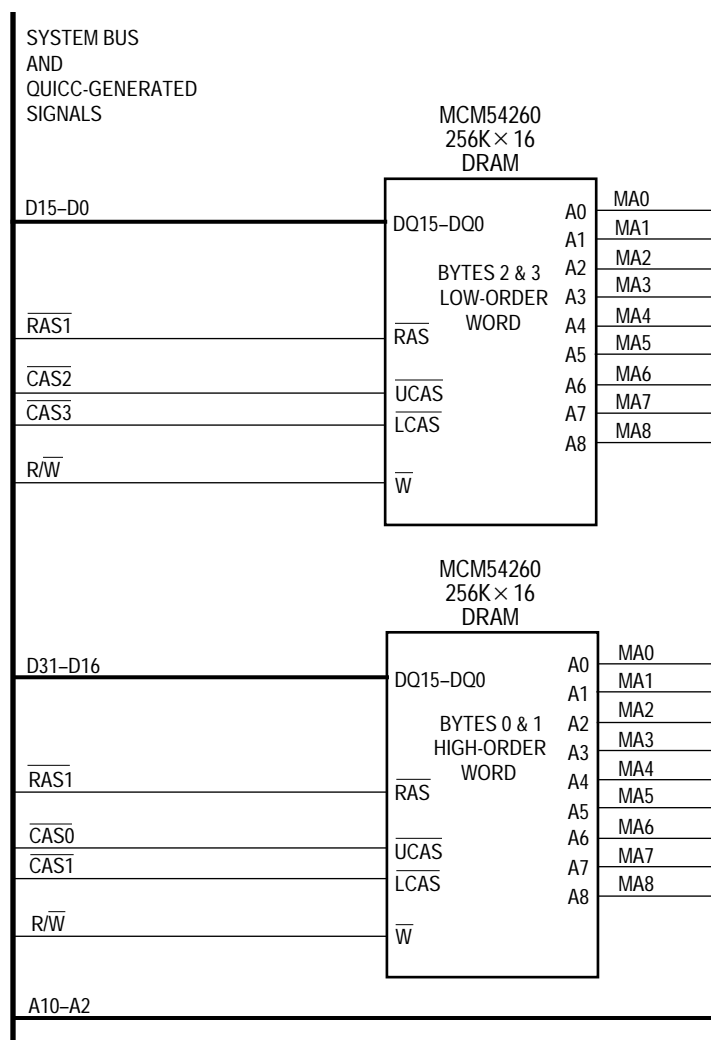 SYSTEM BUS
AND
QUICC-GENERATED
SIGNALS
MCM54260
256K × 16
DRAM
D15–D0
DQ15–DQ0
BYTES 2 & 3
LOW-ORDER
WORD
RAS1
RAS
CAS2
UCAS
CAS3
LCAS
R/W
W
A0 MA0
A1 MA1
A2 MA2
A3 MA3
A4 MA4
A5 MA5
A6 MA6
A7 MA7
A8 MA8
MCM54260
256K × 16
DRAM
D31–D16
DQ15–DQ0
BYTES 0 & 1
HIGH-ORDER
WORD
RAS1
RAS
CAS0
UCAS
CAS1
LCAS
R/W
W
A0 MA0
A1 MA1
A2 MA2
A3 MA3
A4 MA4
A5 MA5
A6 MA6
A7 MA7
A8 MA8
A10–A2